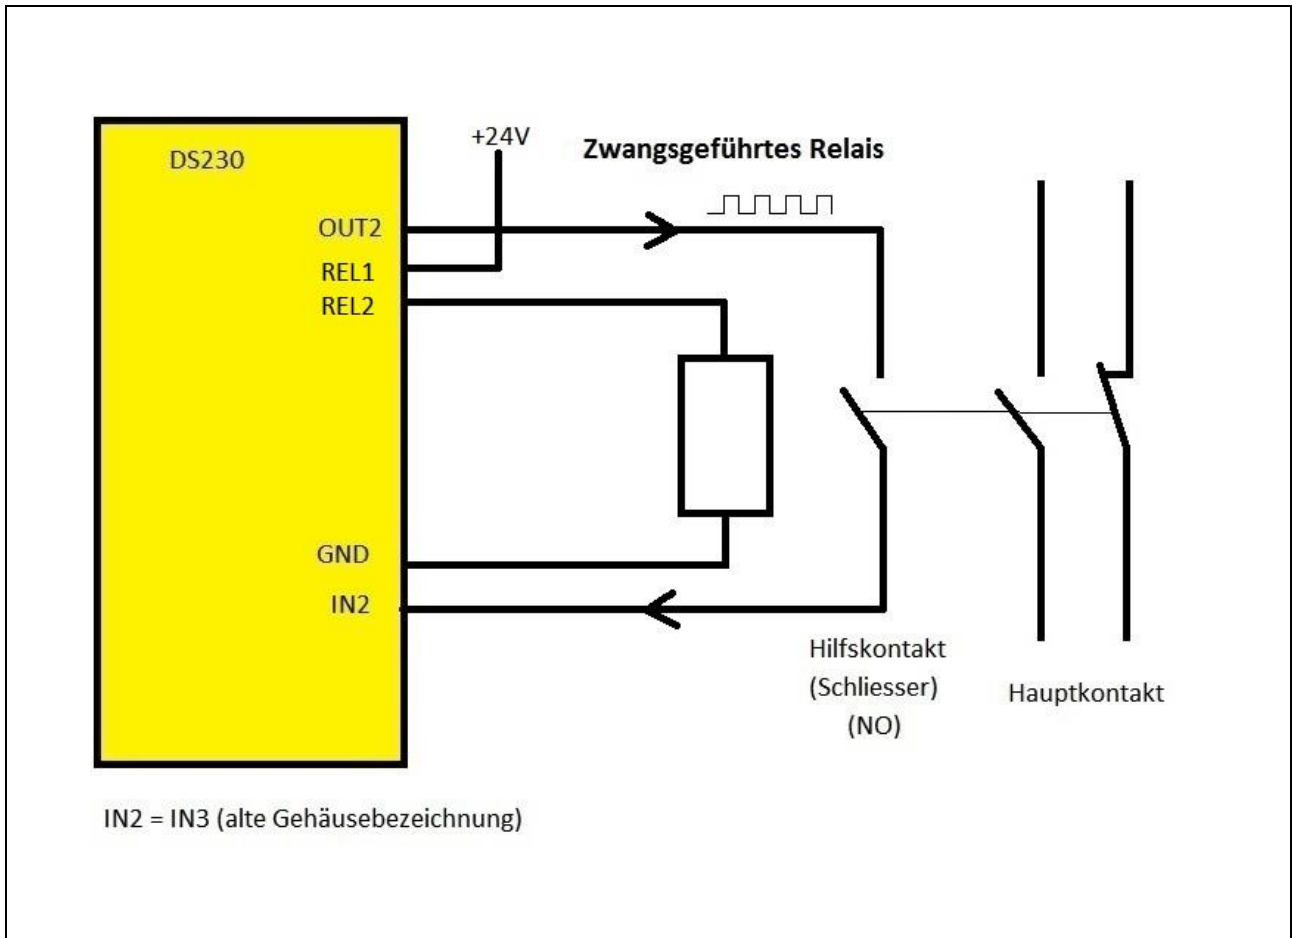 DS230
+24V
Zwangsgeführtes Relais
OUT2
REL1
REL2
GND
IN2
Hilfskontakt
(Schliesser)
(NO)
Hauptkontakt
IN2 = IN3 (alte Gehäusebezeichnung)